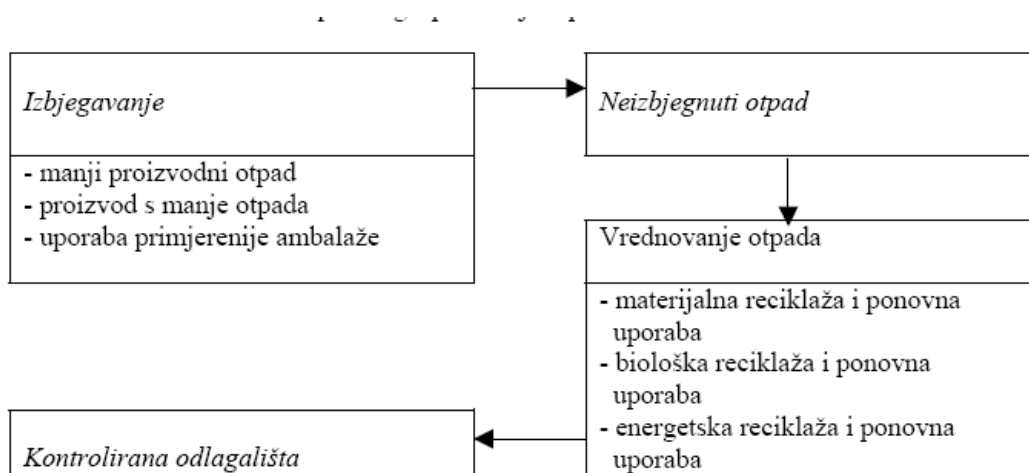 Izbjegavanje
- manji proizvodni otpad
- proizvod s manje otpada
- uporaba primjerenije ambalaže
Neizbjegnuti otpad
Vrednovanje otpada
- materijalna reciklaža i ponovna
uporaba
- biološka reciklaža i ponovna
uporaba
- energetska reciklaža i ponovna
uporaba
Kontrolirana odlagališta